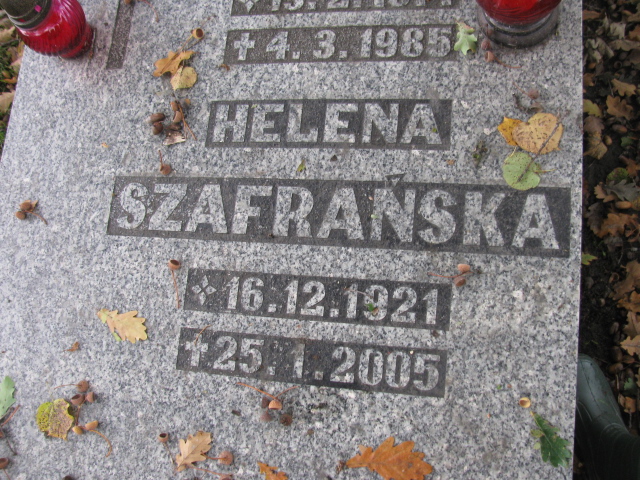 ✝ 4. 3. 1985
HELENA
SZAFRAŃSKA
16.12.1921
✝25. 1. 2005